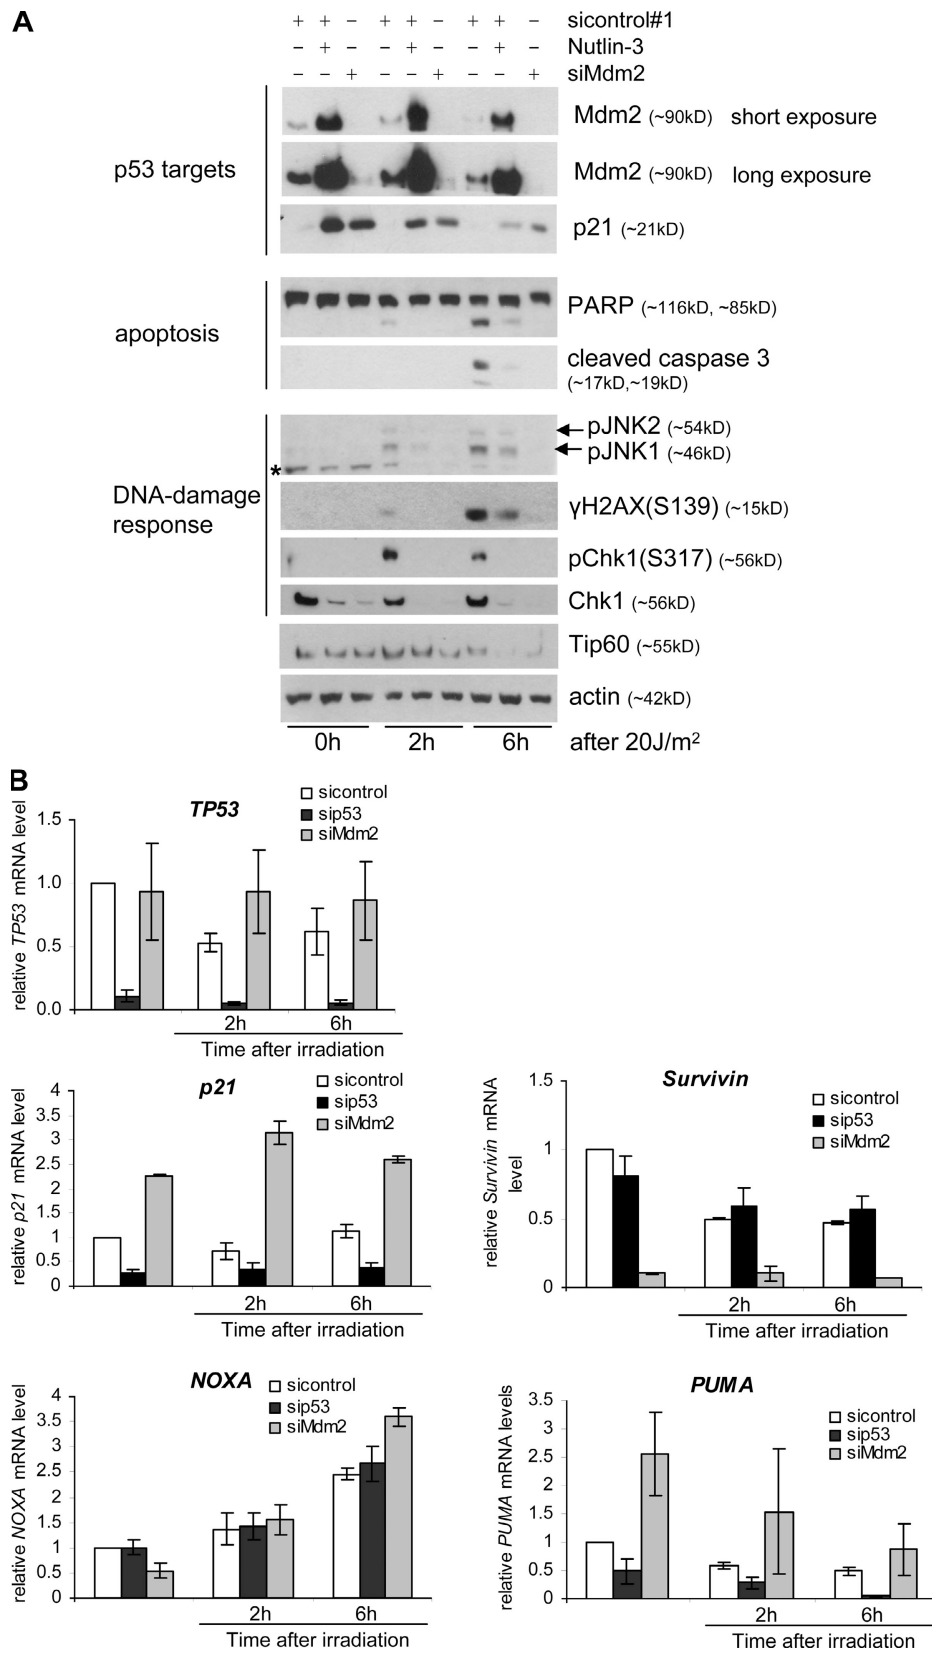 A
+ + − + + − + + − sicontrol#1
− + − − + − − + − Nutlin-3
− − + − − + − − + siMdm2
p53 targets
Mdm2 (~90kD) short exposure
Mdm2 (~90kD) long exposure
p21 (~21kD)
apoptosis
PARP (~116kD, ~85kD)
cleaved caspase 3
(~17kD,~19kD)
DNA-damage
response
pJNK2 (~54kD)
pJNK1 (~46kD)
*
γH2AX(S139) (~15kD)
pChk1(S317) (~56kD)
Chk1 (~56kD)
Tip60 (~55kD)
actin (~42kD)
0h 2h 6h after 20J/m²
B
TP53
sicontrol
sip53
siMdm2
relative TP53 mRNA level
1.5
1.0
0.5
0.0
2h 6h
Time after irradiation
p21
sicontrol
sip53
siMdm2
relative p21 mRNA level
4
3.5
3
2.5
2
1.5
1
0.5
0
2h 6h
Time after irradiation
Survivin
sicontrol
sip53
siMdm2
relative Survivin mRNA
level
1.5
1
0.5
0
2h 6h
Time after irradiation
NOXA
sicontrol
sip53
siMdm2
relative NOXA mRNA level
4
3.5
3
2.5
2
1.5
1
0.5
0
2h 6h
Time after irradiation
PUMA
sicontrol
sip53
siMdm2
relative PUMA mRNA levels
3.5
3
2.5
2
1.5
1
0.5
0
2h 6h
Time after irradiation